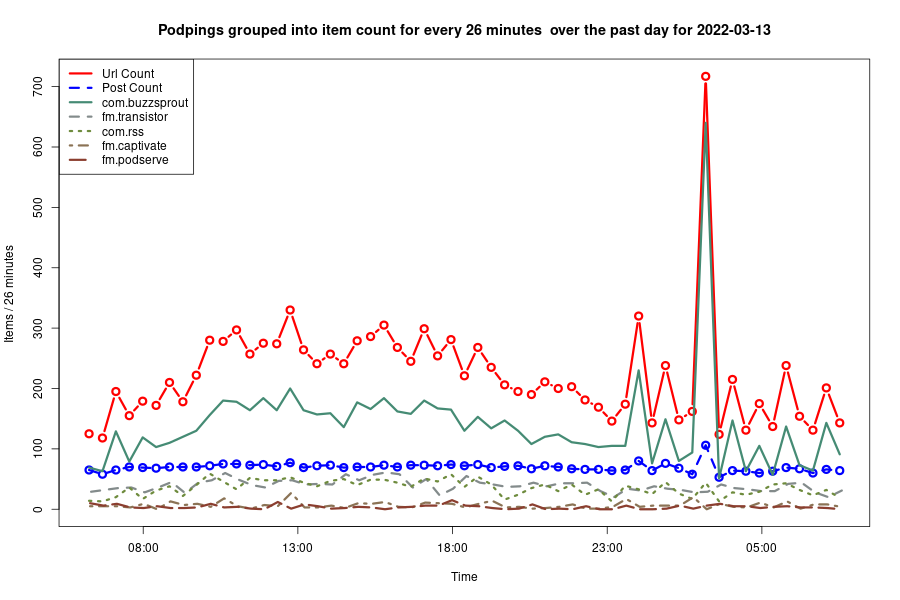 Podpings grouped into item count for every 26 minutes  over the past day for 2022-03-13
Url Count
Post Count
com.buzzsprout
fm.transistor
com.rss
fm.captivate
fm.podserve
Items / 26 minutes
700
600
500
400
300
200
100
0
08:00 13:00 18:00 23:00 05:00
Time